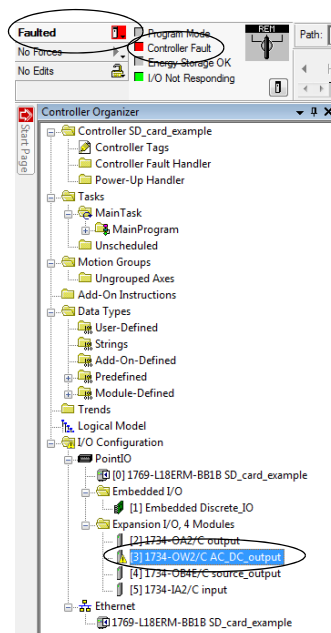 Faulted
Program Mode
REM
Path:
Controller Fault
No Forces
Energy Storage OK
No Edits
I/O Not Responding
Start Page
Controller Organizer
Controller SD_card_example
Controller Tags
Controller Fault Handler
Power-Up Handler
Tasks
MainTask
MainProgram
Unscheduled
Motion Groups
Ungrouped Axes
Add-On Instructions
Data Types
User-Defined
Strings
Add-On-Defined
Predefined
Module-Defined
Trends
Logical Model
I/O Configuration
PointIO
[0] 1769-L18ERM-BB1B SD_card_example
Embedded I/O
[1] Embedded Discrete_IO
Expansion I/O, 4 Modules
[2] 1734-OA2/C output
[3] 1734-OW2/C AC_DC_output
[4] 1734-OB4E/C source_output
[5] 1734-IA2/C input
Ethernet
1769-L18ERM-BB1B SD_card_example